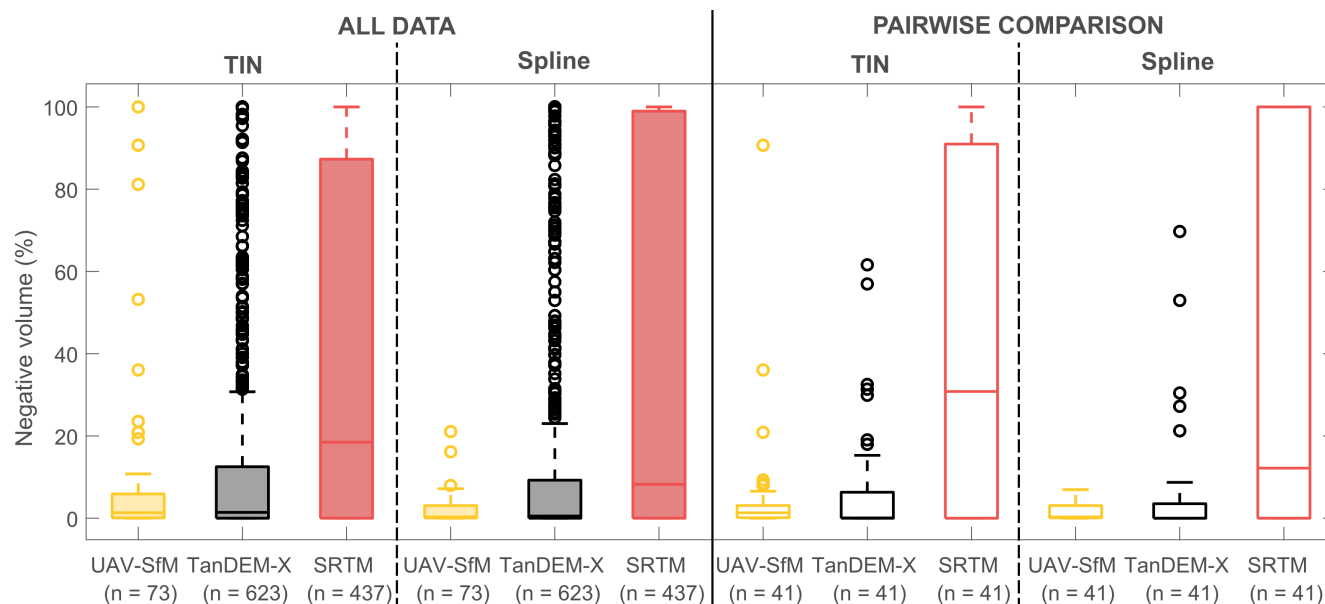 ALL DATA PAIRWISE COMPARISON
TIN Spline TIN Spline
100
80
60
40
20
0
Negative volume (%)
UAV-SfM TanDEM-X SRTM UAV-SfM TanDEM-X SRTM UAV-SfM TanDEM-X SRTM UAV-SfM TanDEM-X SRTM
(n = 73) (n = 623) (n = 437) (n = 73) (n = 623) (n = 437) (n = 41) (n = 41) (n = 41) (n = 41) (n = 41) (n = 41)